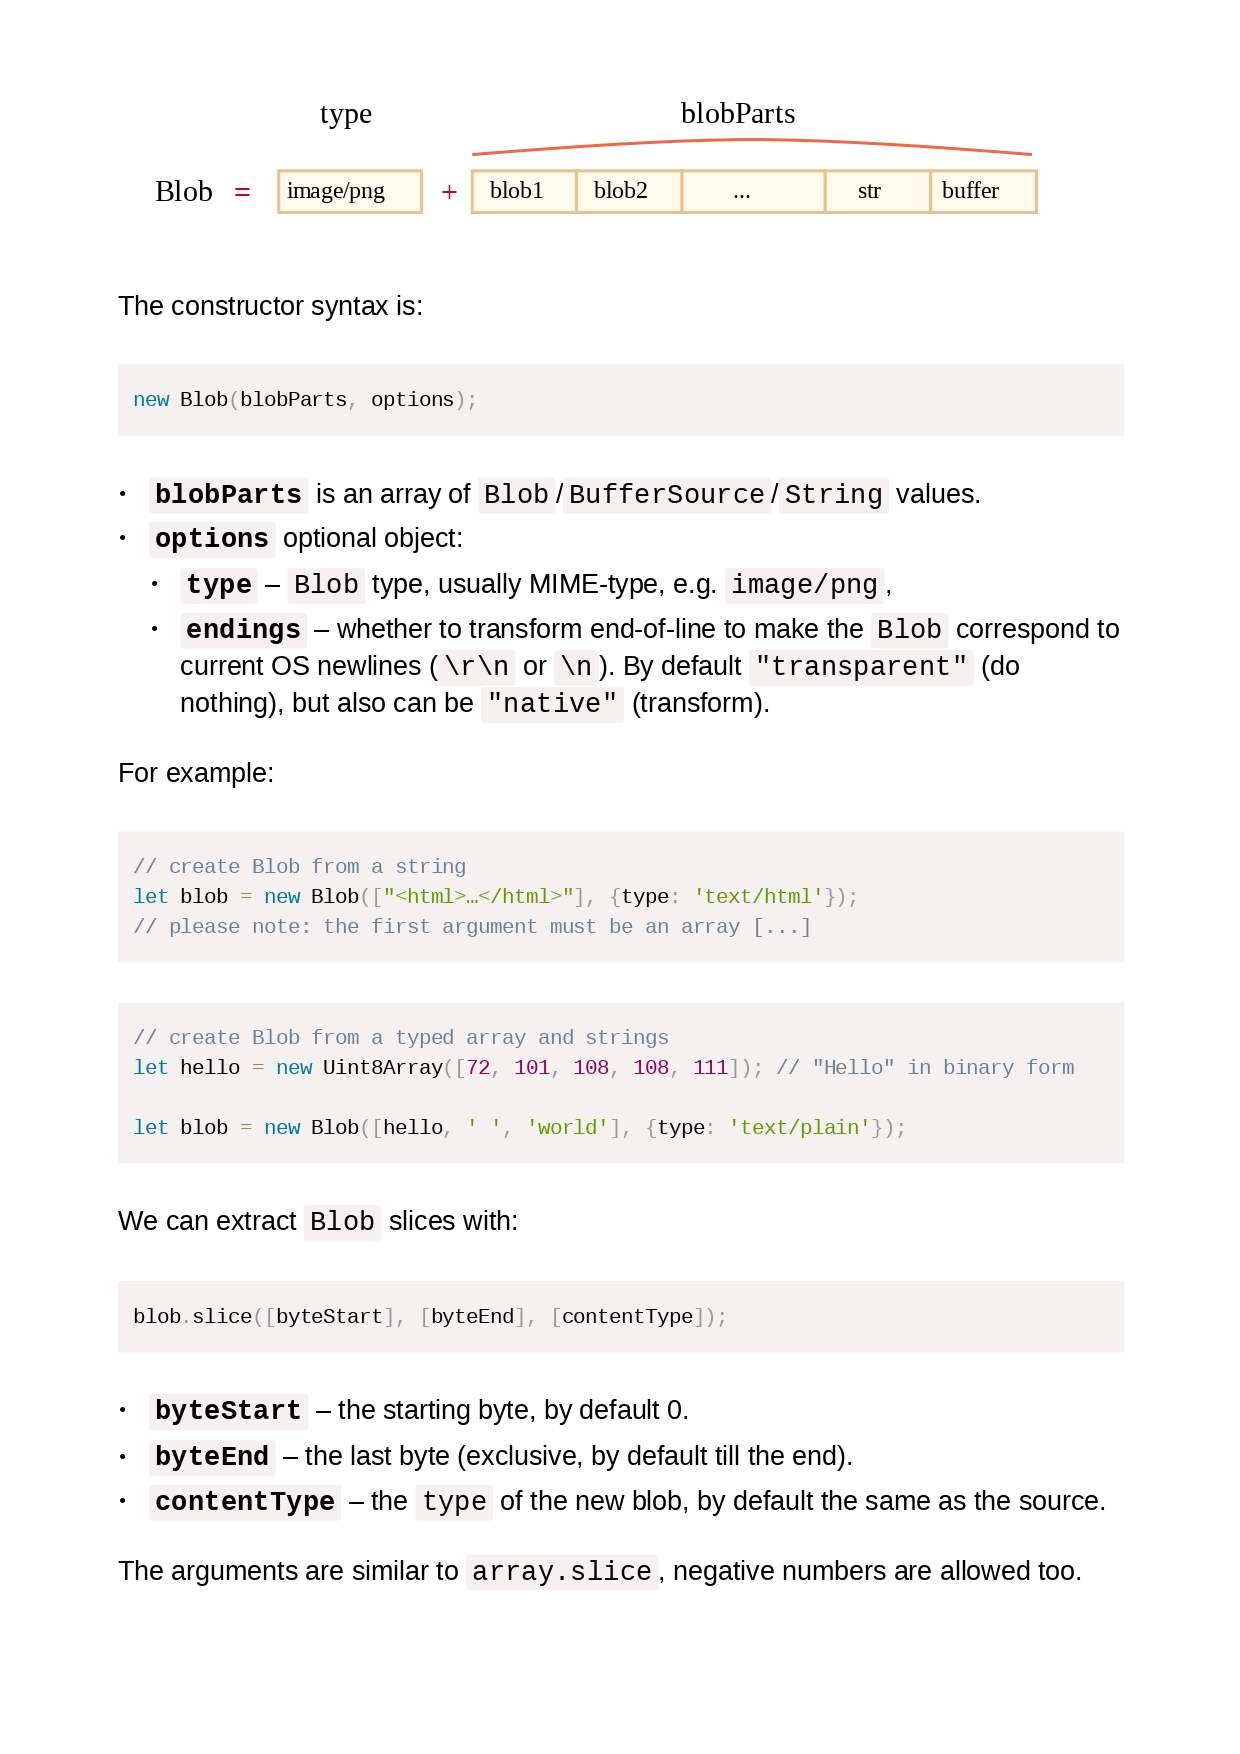 type blobParts
Blob = image/png + blob1 blob2 ... str buffer
The constructor syntax is:
new Blob(blobParts, options);
• blobParts is an array of Blob/BufferSource/String values.
• options optional object:
• type – Blob type, usually MIME-type, e.g. image/png,
• endings – whether to transform end-of-line to make the Blob correspond to
current OS newlines (\r\n or \n). By default "transparent" (do
nothing), but also can be "native" (transform).
For example:
// create Blob from a string
let blob = new Blob(["<html>…</html>"], {type: 'text/html'});
// please note: the first argument must be an array [...]
// create Blob from a typed array and strings
let hello = new Uint8Array([72, 101, 108, 108, 111]); // "Hello" in binary form
let blob = new Blob([hello, ' ', 'world'], {type: 'text/plain'});
We can extract Blob slices with:
blob.slice([byteStart], [byteEnd], [contentType]);
• byteStart – the starting byte, by default 0.
• byteEnd – the last byte (exclusive, by default till the end).
• contentType – the type of the new blob, by default the same as the source.
The arguments are similar to array.slice, negative numbers are allowed too.